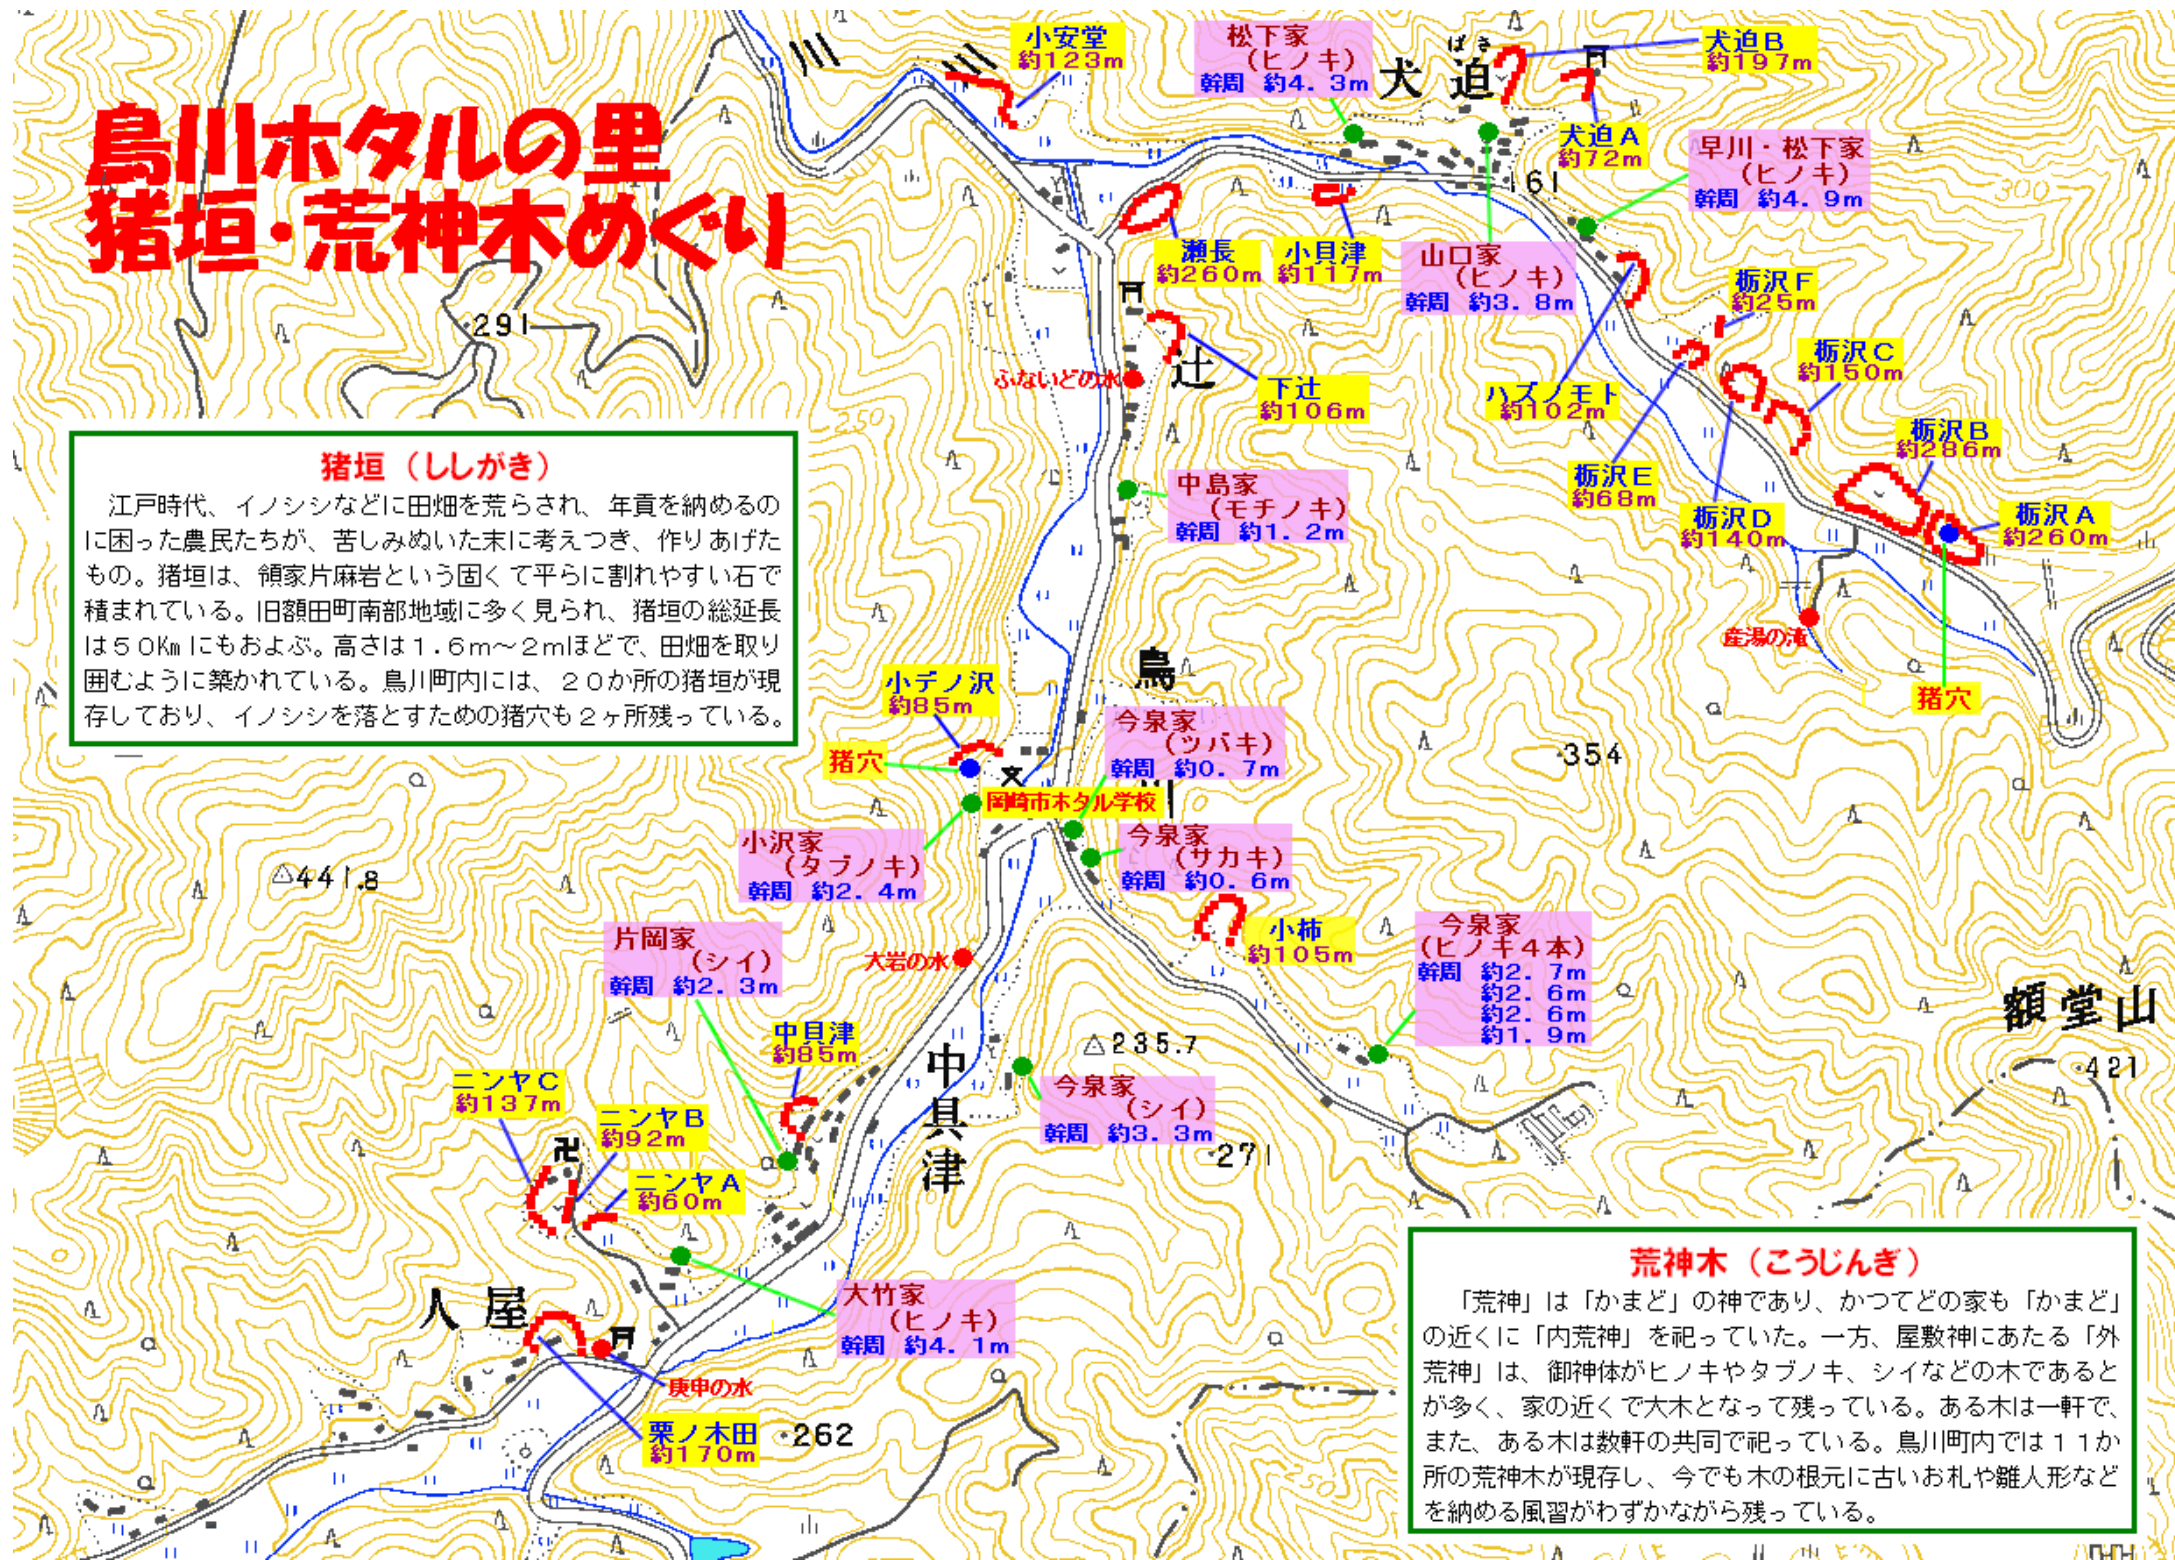 鳥川ホタルの里
猪垣・荒神木めぐり
川
川
小安堂
約123m
松下家
(ヒノキ)
幹周 約4.3m
ばさ
犬迫
犬迫B
約197m
犬迫A
約72m
早川・松下家
(ヒノキ)
幹周 約4.9m
161
300
瀬長
約260m
小貝津
約117m
山口家
(ヒノキ)
幹周 約3.8m
栃沢F
約25m
291
辻
ふないどの水
下辻
約106m
ハズノモト
約102m
栃沢C
約150m
250
栃沢B
約286m
栃沢E
約68m
栃沢D
約140m
栃沢A
約260m
中島家
(モチノキ)
幹周 約1.2m
産湯の滝
猪穴
猪垣(ししがき)
江戸時代、イノシシなどに田畑を荒らされ、年貢を納めるの
に困った農民たちが、苦しみぬいた末に考えつき、作りあげた
もの。猪垣は、領家片麻岩という固くて平らに割れやすい石で
積まれている。旧額田町南部地域に多く見られ、猪垣の総延長
は50Kmにもおよぶ。高さは1.6m〜2mほどで、田畑を取り
囲むように築かれている。鳥川町内には、20か所の猪垣が現
存しており、イノシシを落とすための猪穴も2ヶ所残っている。
鳥
川
小デノ沢
約85m
猪穴
今泉家
(ツバキ)
幹周 約0.7m
354
岡崎市ホタル学校
小沢家
(タブノキ)
幹周 約2.4m
今泉家
(サカキ)
幹周 約0.6m
441.8
片岡家
(シイ)
幹周 約2.3m
大岩の水
小柿
約105m
今泉家
(ヒノキ4本)
幹周 約2.7m
約2.6m
約2.6m
約1.9m
額堂山
421
中貝津
約85m
中貝津
235.7
今泉家
(シイ)
幹周 約3.3m
271
ニンヤC
約137m
ニンヤB
約92m
ニンヤA
約60m
人屋
大竹家
(ヒノキ)
幹周 約4.1m
庚申の水
栗ノ木田
約170m
262
荒神木(こうじんぎ)
「荒神」は「かまど」の神であり、かつてどの家も「かまど」
の近くに「内荒神」を祀っていた。一方、屋敷神にあたる「外
荒神」は、御神体がヒノキやタブノキ、シイなどの木であると
が多く、家の近くで大木となって残っている。ある木は一軒で、
また、ある木は数軒の共同で祀っている。鳥川町内では11か
所の荒神木が現存し、今でも木の根元に古いお札や雛人形など
を納める風習がわずかながら残っている。